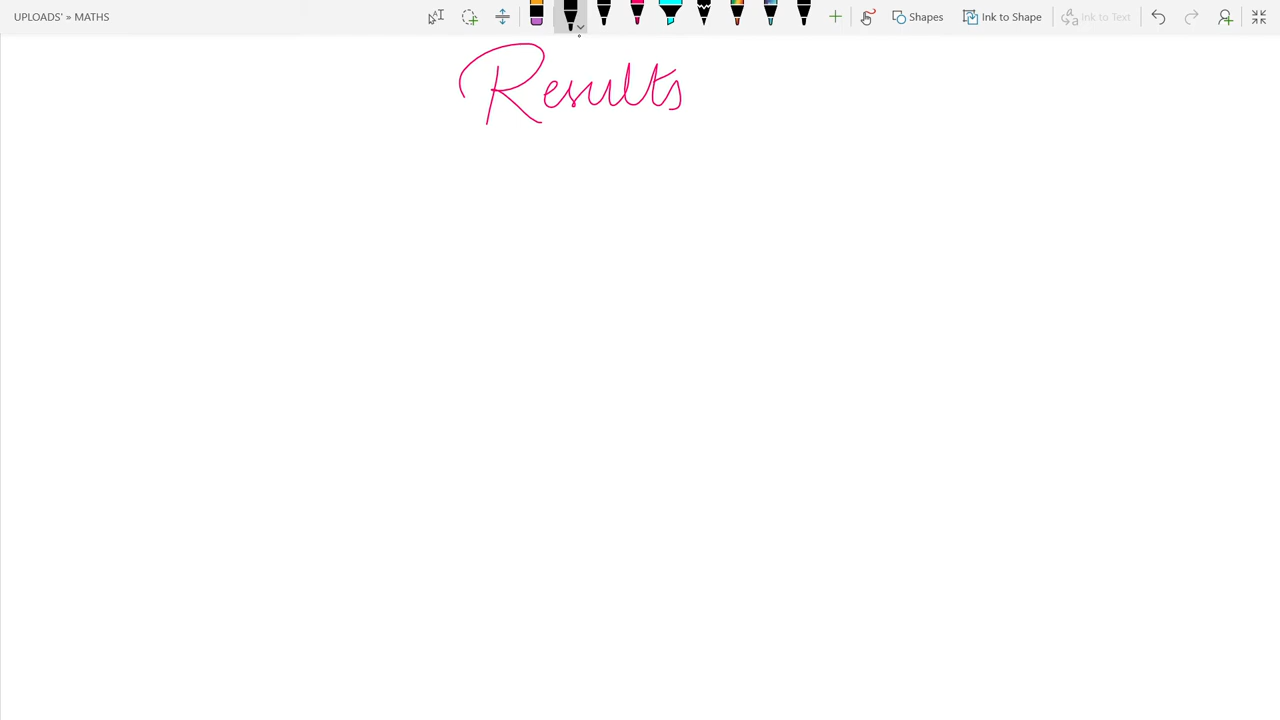 UPLOADS' » MATHS
Shapes
Ink to Shape
Ink to Text
Results